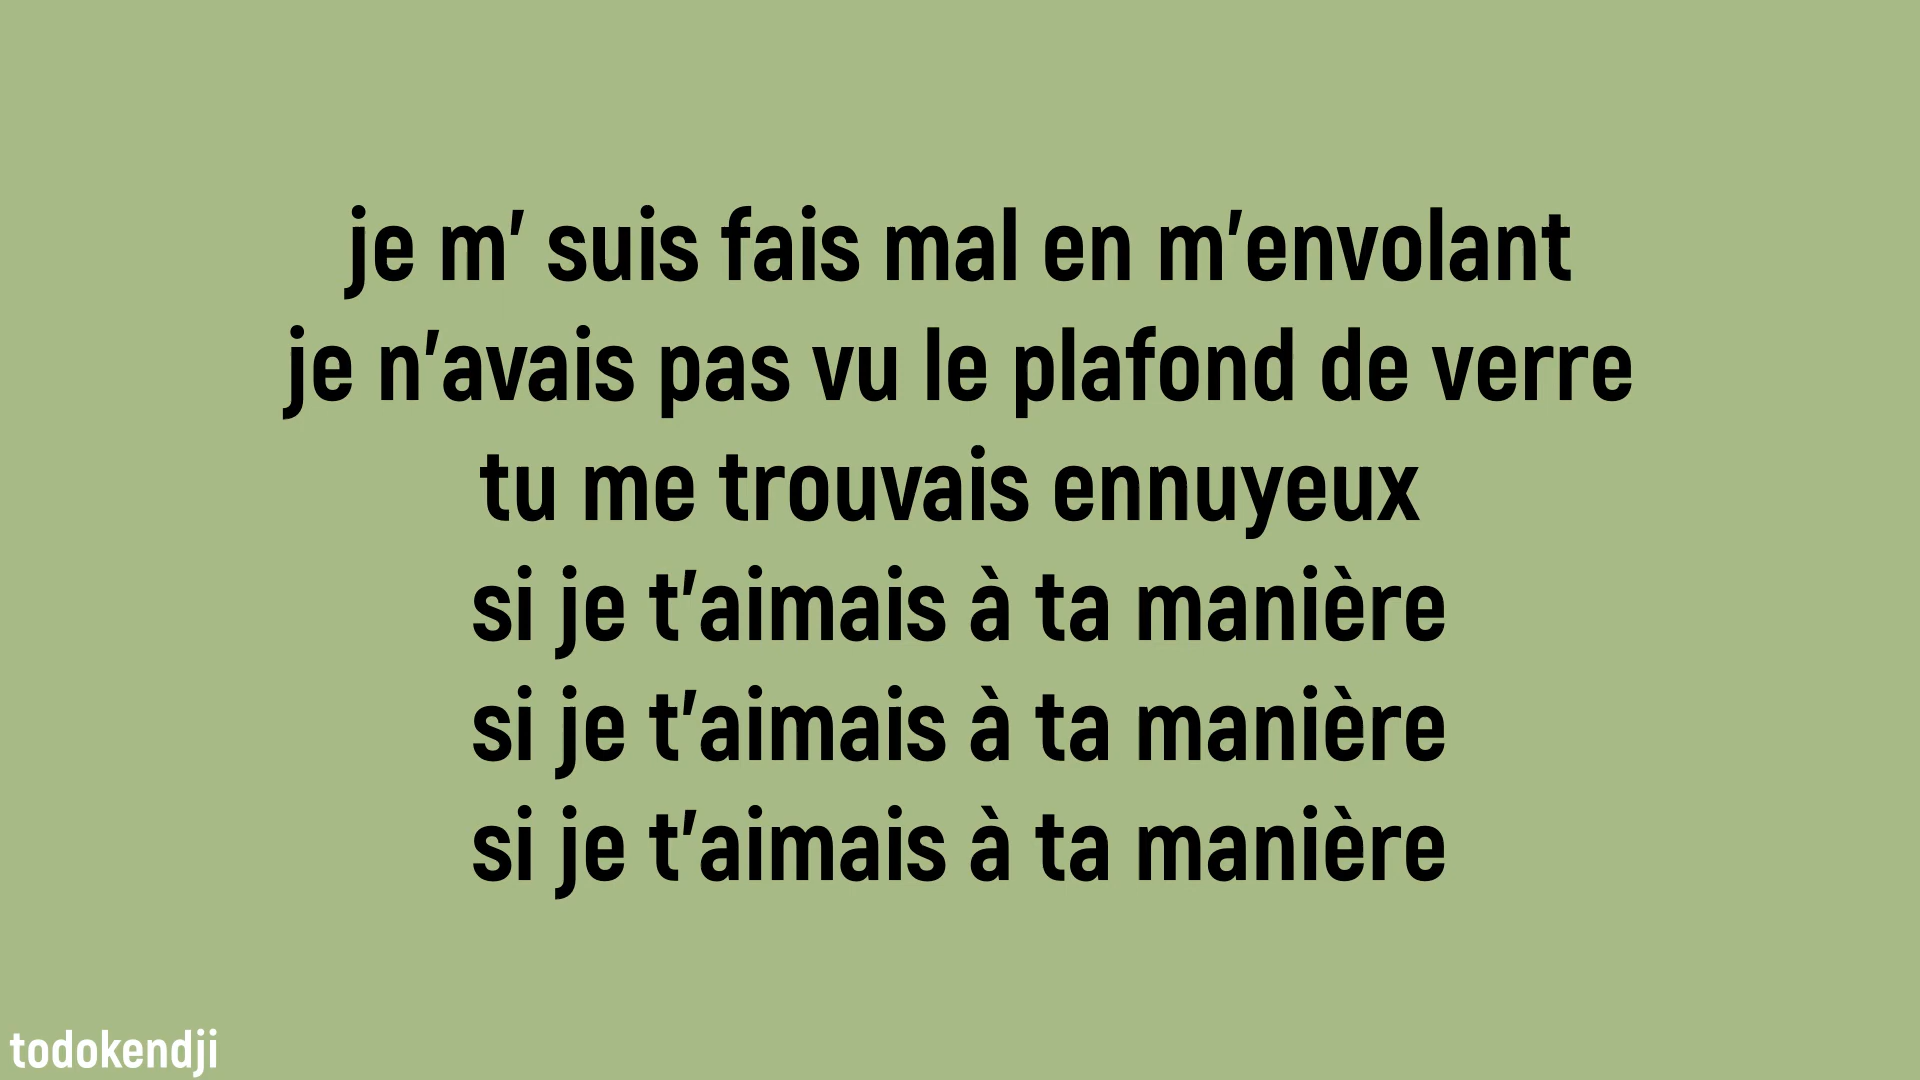 je m' suis fais mal en m'envolant
je n'avais pas vu le plafond de verre
tu me trouvais ennuyeux
si je t'aimais à ta manière
si je t'aimais à ta manière
si je t'aimais à ta manière
todokendji